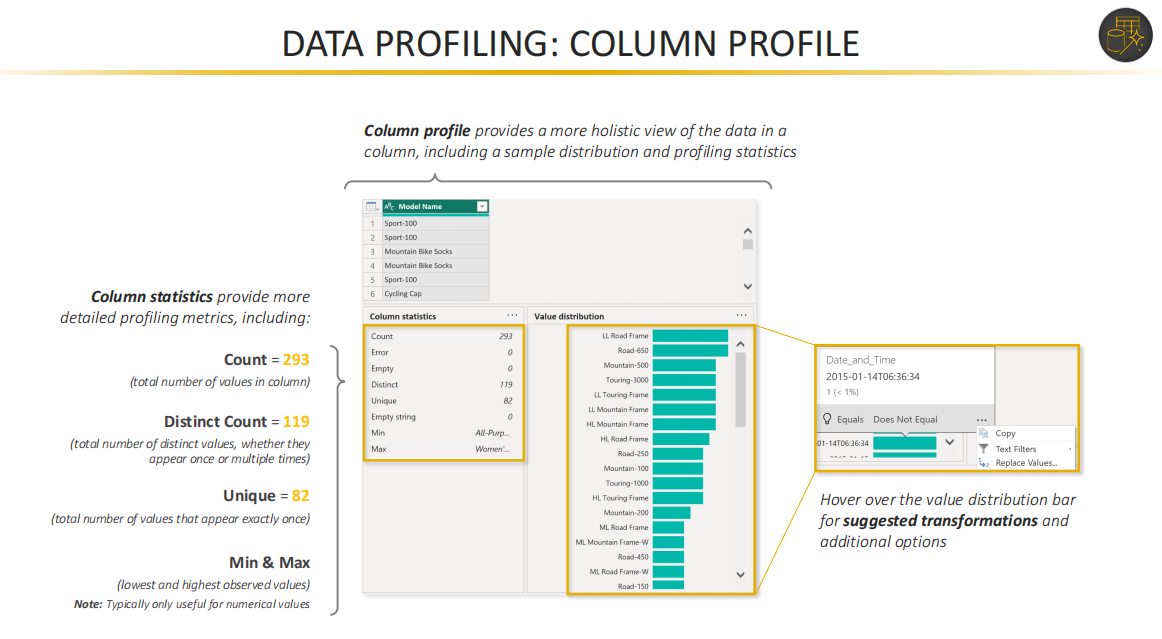 DATA PROFILING: COLUMN PROFILE
Column profile provides a more holistic view of the data in a
column, including a sample distribution and profiling statistics
ABC Model Name
1 Sport-100
2 Sport-100
3 Mountain Bike Socks
4 Mountain Bike Socks
5 Sport-100
6 Cycling Cap
Column statistics provide more
detailed profiling metrics, including:
Count = 293
(total number of values in column)
Distinct Count = 119
(total number of distinct values, whether they
appear once or multiple times)
Unique = 82
(total number of values that appear exactly once)
Min & Max
(lowest and highest observed values)
Note: Typically only useful for numerical values
Column statistics ...
Count 293
Error 0
Empty 0
Distinct 119
Unique 82
Empty string 0
Min All-Purp...
Max Women'...
Value distribution ...
LL Road Frame
Road-650
Mountain-500
Touring-3000
LL Touring Frame
LL Mountain Frame
HL Mountain Frame
HL Road Frame
Road-250
Mountain-100
Touring-1000
HL Touring Frame
Mountain-200
ML Road Frame
ML Mountain Frame-W
Road-450
ML Road Frame-W
Road-150
Date_and_Time
2015-01-14T06:36:34
1 (< 1%)
Equals Does Not Equal ...
01-14T06:36:34
Copy
Text Filters
Replace Values...
Hover over the value distribution bar
for suggested transformations and
additional options